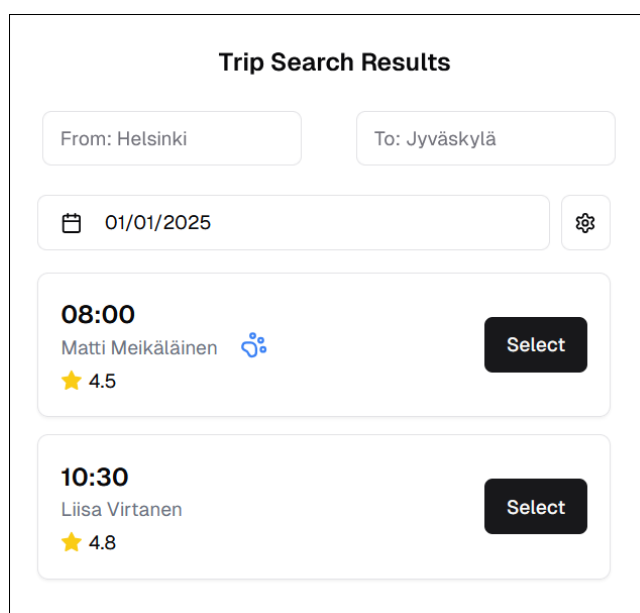 Trip Search Results
From: Helsinki
To: Jyväskylä
01/01/2025
08:00
Matti Meikäläinen
4.5
Select
10:30
Liisa Virtanen
4.8
Select